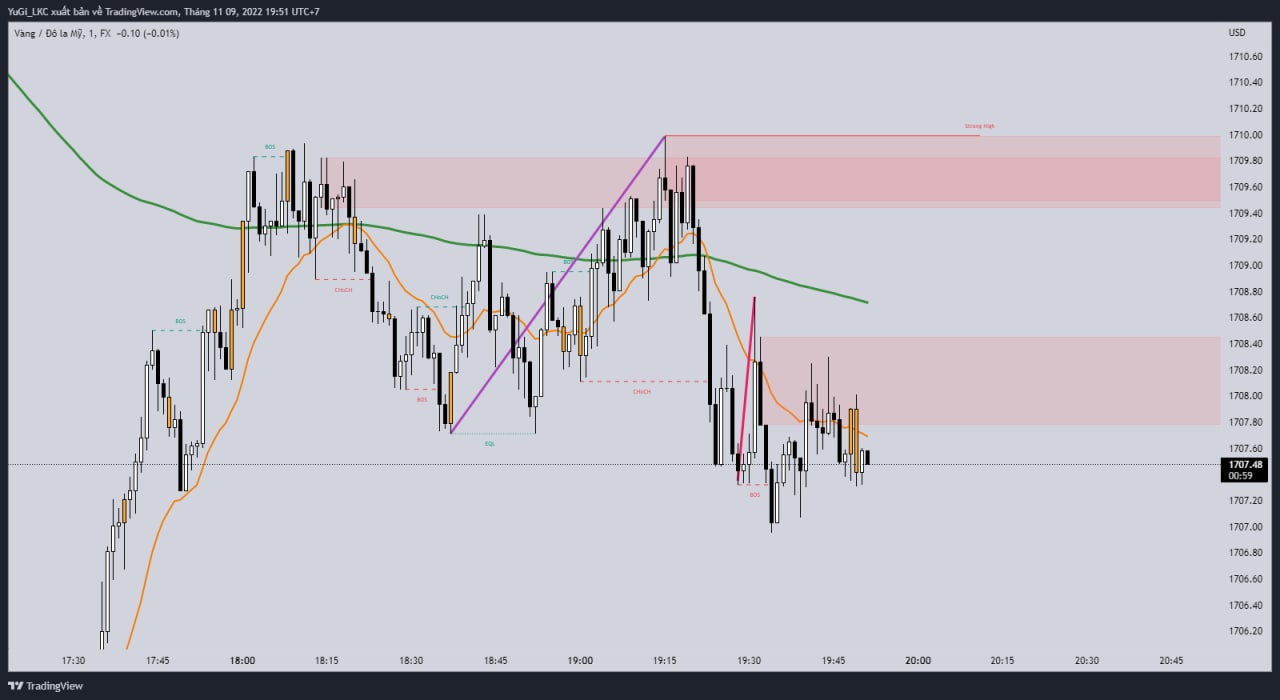 YuGi_LKC xuất bản về TradingView.com, Tháng 11 09, 2022 19:51 UTC+7
Vàng / Đô la Mỹ, 1, FX −0.10 (−0.01%)
USD
1710.60
1710.40
1710.20
1710.00
1709.80
1709.60
1709.40
1709.20
1709.00
1708.80
1708.60
1708.40
1708.20
1708.00
1707.80
1707.60
1707.48
00:59
1707.20
1707.00
1706.80
1706.60
1706.40
1706.20
Strong High
BOS
BOS
CHoCH
CHoCH
BOS
EQL
BOS
CHoCH
BOS
17:30
17:45
18:00
18:15
18:30
18:45
19:00
19:15
19:30
19:45
20:00
20:15
20:30
20:45
TradingView